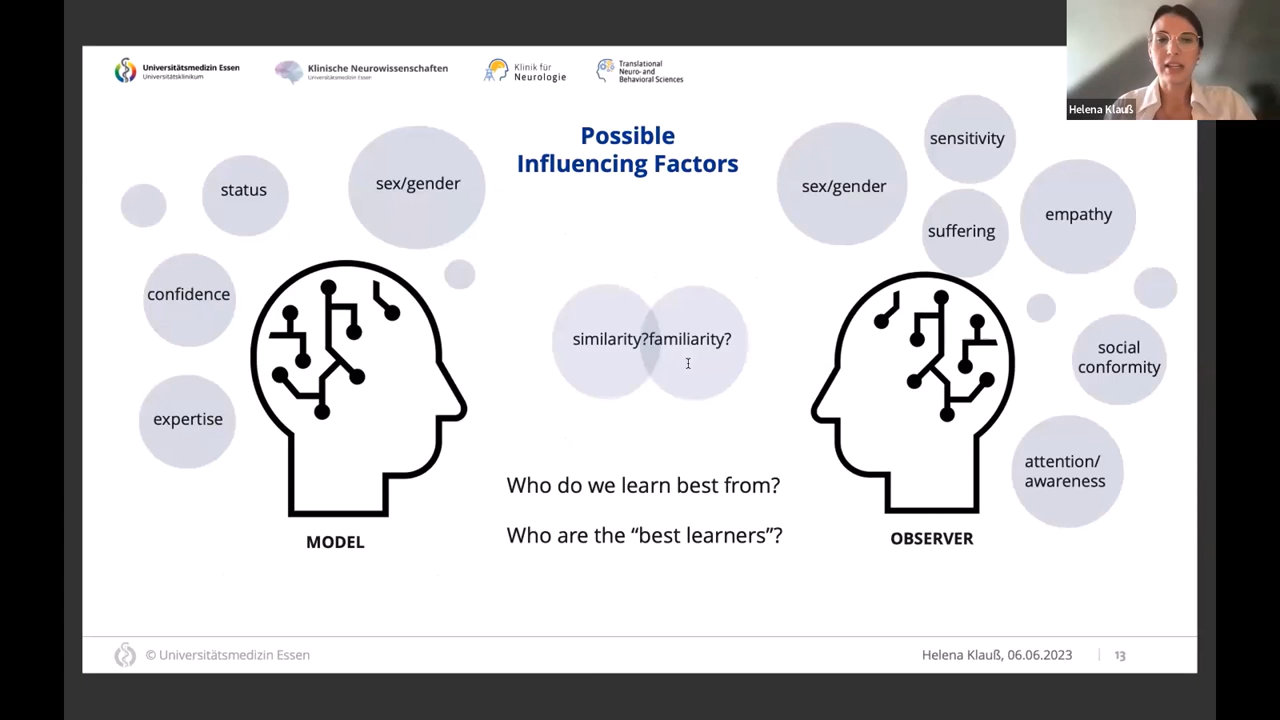 Universitätsmedizin Essen
Universitätsklinikum
Klinische Neurowissenschaften
Universitätsmedizin Essen
Klinik für
Neurologie
Translational
Neuro- and
Behavioral Sciences
Helena Klauß
Possible
Influencing Factors
status
sex/gender
confidence
expertise
MODEL
similarity?familiarity?
Who do we learn best from?
Who are the “best learners”?
sex/gender
sensitivity
suffering
empathy
social
conformity
attention/
awareness
OBSERVER
© Universitätsmedizin Essen
Helena Klauß, 06.06.2023
13